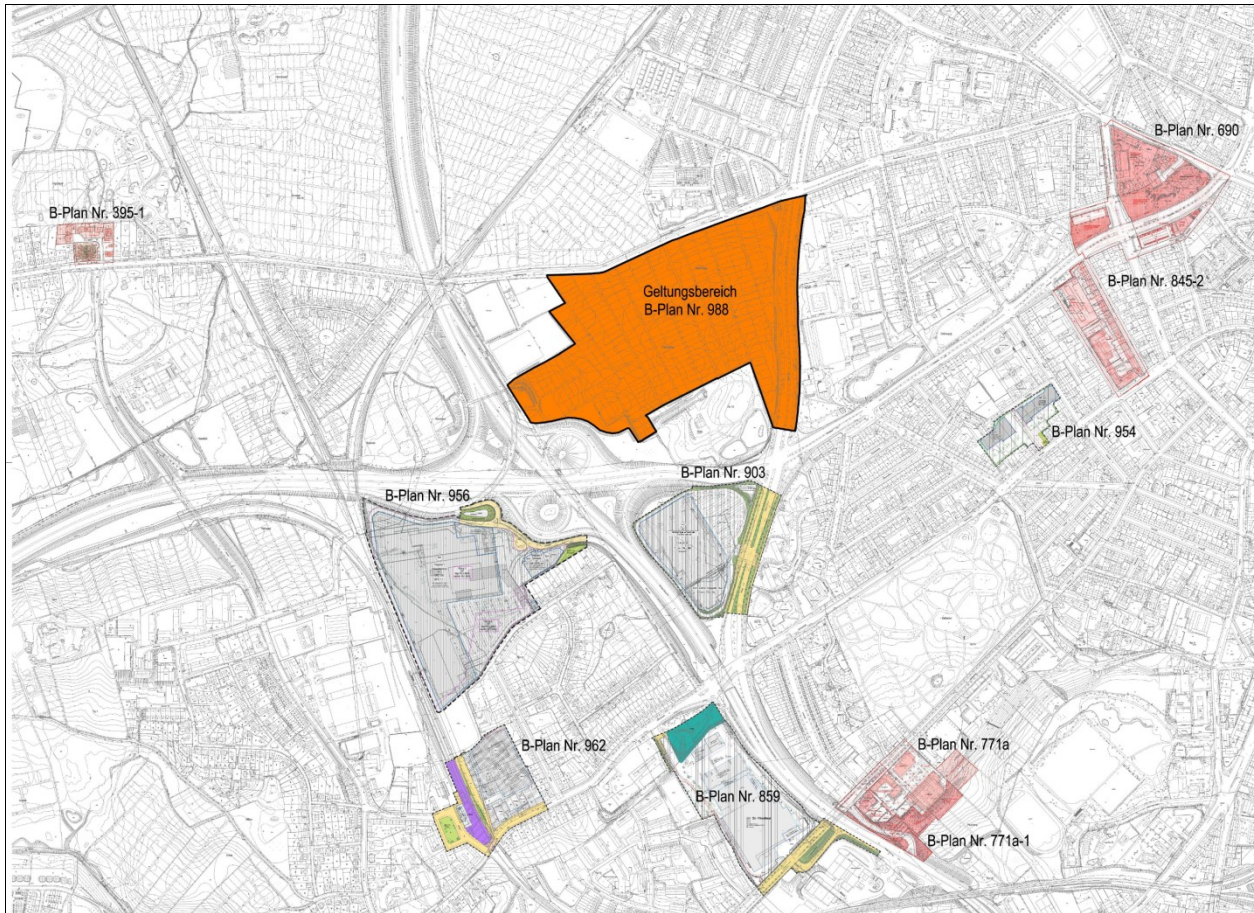 B-Plan Nr. 690
B-Plan Nr. 395-1
B-Plan Nr. 845-2
Geltungsbereich
B-Plan Nr. 988
B-Plan Nr. 954
B-Plan Nr. 903
B-Plan Nr. 956
B-Plan Nr. 962
B-Plan Nr. 771a
B-Plan Nr. 859
B-Plan Nr. 771a-1